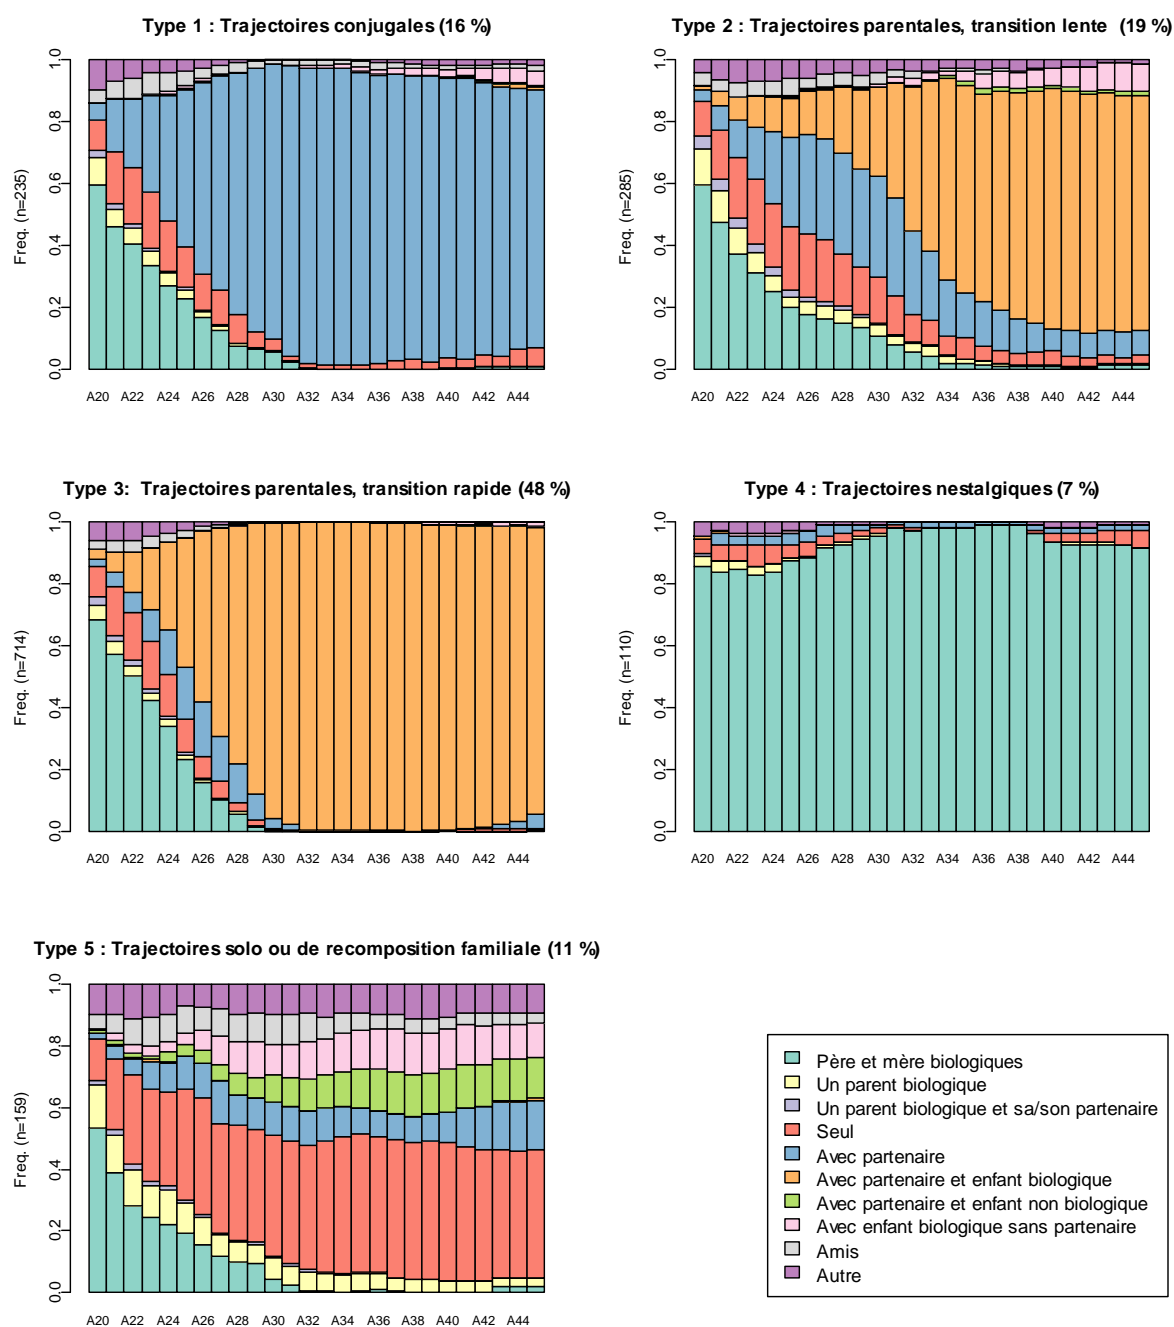 Type 1 : Trajectoires conjugales (16 %)
Freq. (n=235)
0.0 0.2 0.4 0.6 0.8 1.0
A20 A22 A24 A26 A28 A30 A32 A34 A36 A38 A40 A42 A44
Type 2 : Trajectoires parentales, transition lente (19 %)
Freq. (n=285)
0.0 0.2 0.4 0.6 0.8 1.0
A20 A22 A24 A26 A28 A30 A32 A34 A36 A38 A40 A42 A44
Type 3: Trajectoires parentales, transition rapide (48 %)
Freq. (n=714)
0.0 0.2 0.4 0.6 0.8 1.0
A20 A22 A24 A26 A28 A30 A32 A34 A36 A38 A40 A42 A44
Type 4 : Trajectoires nestalgiques (7 %)
Freq. (n=110)
0.0 0.2 0.4 0.6 0.8 1.0
A20 A22 A24 A26 A28 A30 A32 A34 A36 A38 A40 A42 A44
Type 5 : Trajectoires solo ou de recomposition familiale (11 %)
Freq. (n=159)
0.0 0.2 0.4 0.6 0.8 1.0
A20 A22 A24 A26 A28 A30 A32 A34 A36 A38 A40 A42 A44
Père et mère biologiques
Un parent biologique
Un parent biologique et sa/son partenaire
Seul
Avec partenaire
Avec partenaire et enfant biologique
Avec partenaire et enfant non biologique
Avec enfant biologique sans partenaire
Amis
Autre